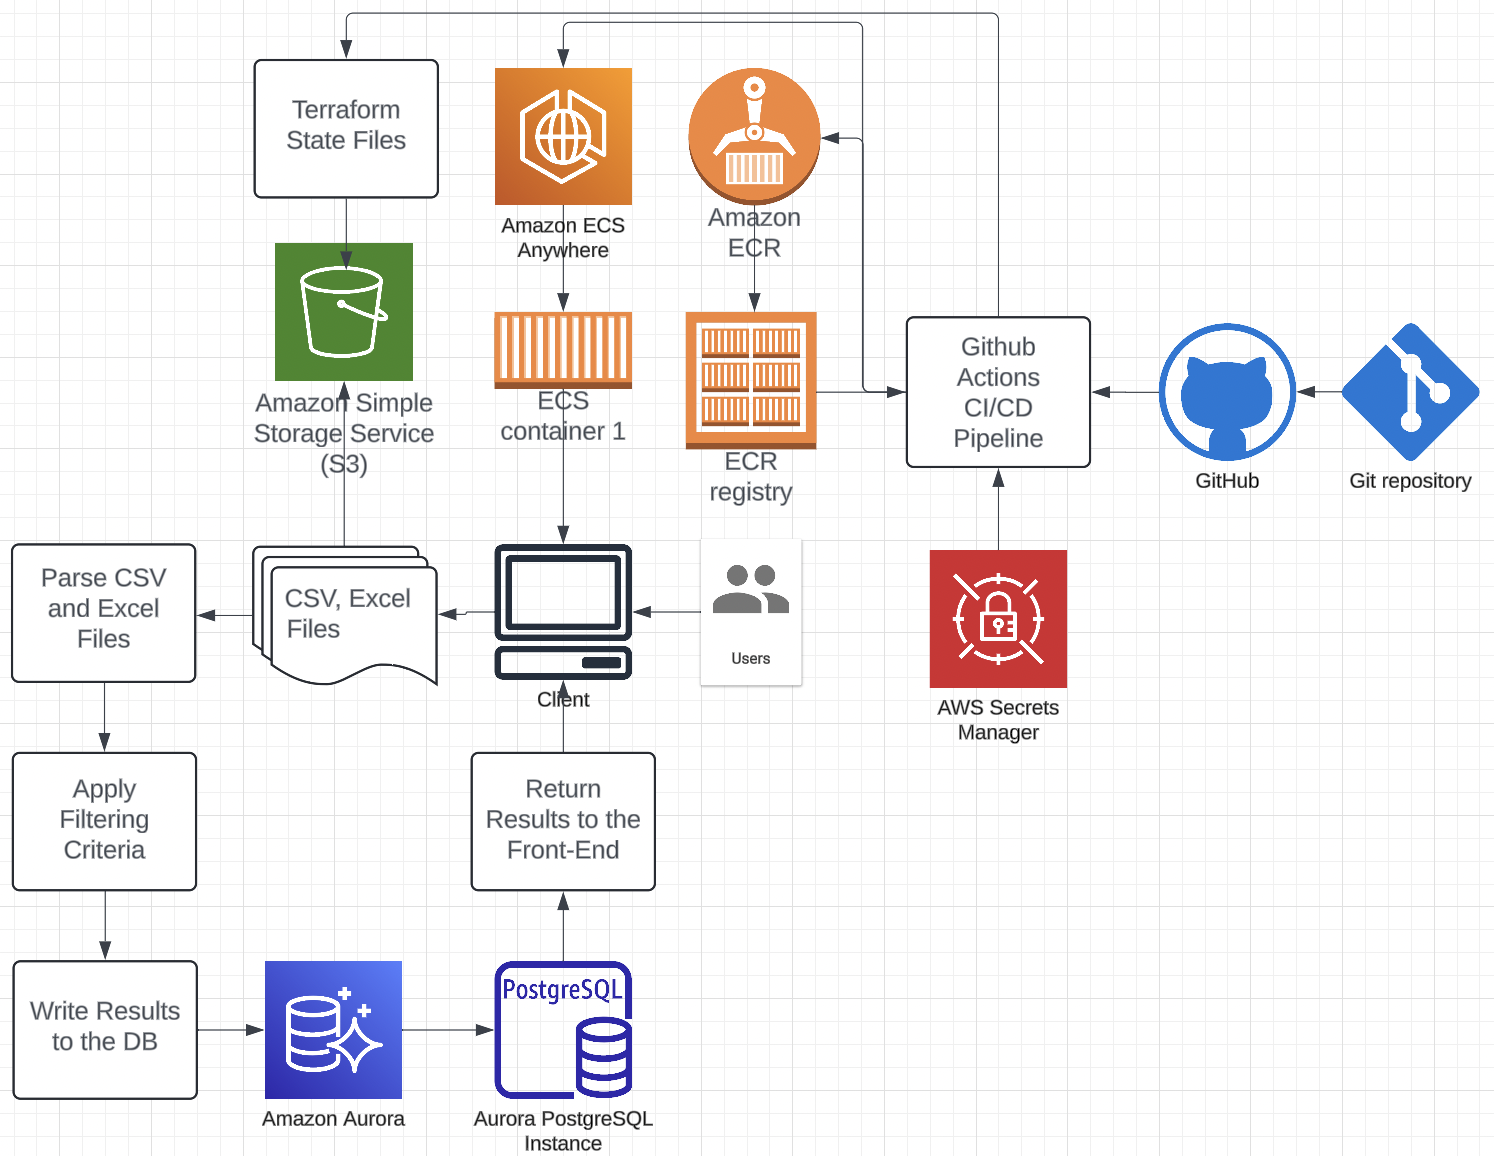 Terraform
State Files
Amazon ECS
Anywhere
Amazon
ECR
Amazon Simple
Storage Service
(S3)
ECS
container 1
ECR
registry
Github
Actions
CI/CD
Pipeline
GitHub
Git repository
Parse CSV
and Excel
Files
CSV, Excel
Files
Client
Users
AWS Secrets
Manager
Apply
Filtering
Criteria
Return
Results to the
Front-End
Write Results
to the DB
Amazon Aurora
PostgreSQL
Aurora PostgreSQL
Instance